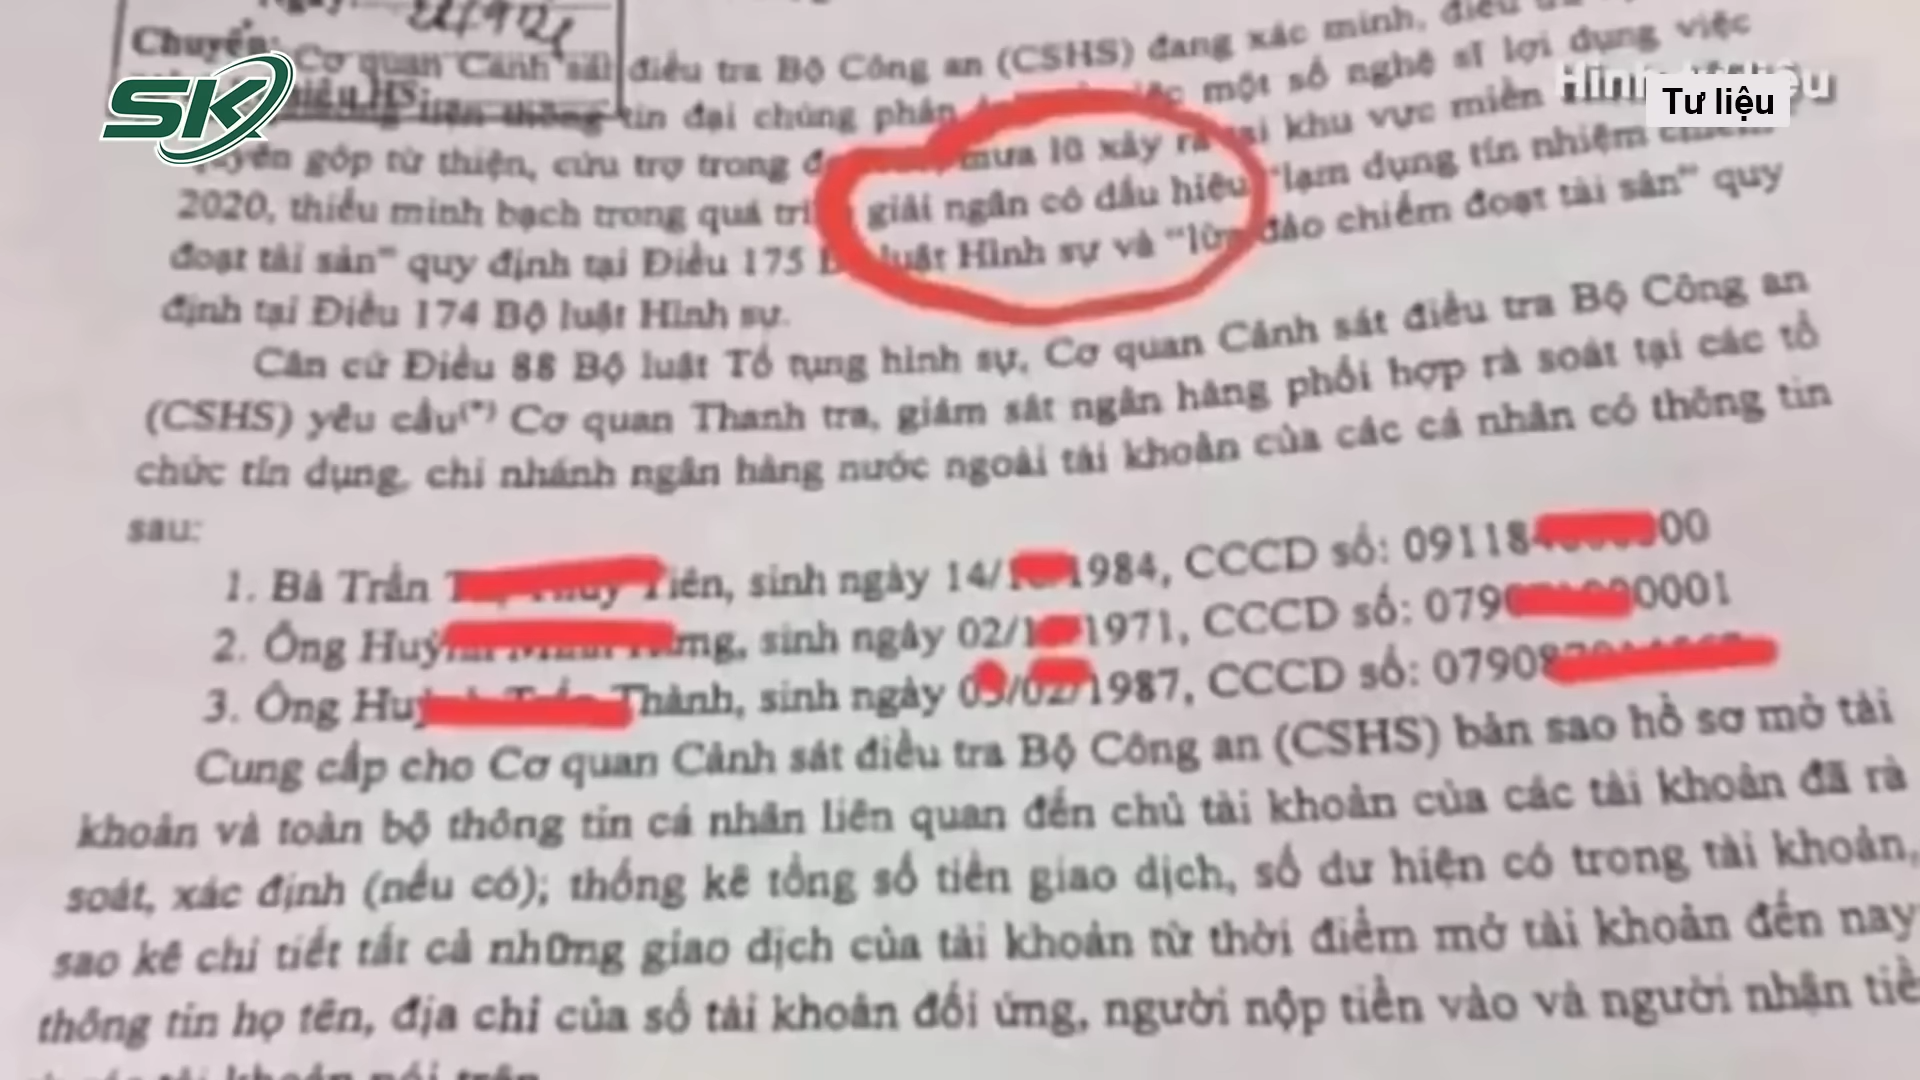 Chuyển:
SK
Tư liệu
Cơ quan Cảnh sát điều tra Bộ Công an (CSHS) đang xác minh, điều tra
thông tin đại chúng phản một số nghệ sĩ lợi dụng việc
quyên góp từ thiện, cứu trợ trong mưa lũ xảy ra tại khu vực miền
2020, thiếu minh bạch trong quá trình giải ngân có dấu hiệu “lạm dụng tín nhiệm chiếm
đoạt tài sản” quy định tại Điều 175 Bộ luật Hình sự và “lừa đảo chiếm đoạt tài sản” quy
định tại Điều 174 Bộ luật Hình sự.
Căn cứ Điều 88 Bộ luật Tố tụng hình sự, Cơ quan Cảnh sát điều tra Bộ Công an
(CSHS) yêu cầu(*) Cơ quan Thanh tra, giám sát ngân hàng phối hợp rà soát tại các tổ
chức tín dụng, chi nhánh ngân hàng nước ngoài tài khoản của các cá nhân có thông tin
sau:
1. Bà Trần Tiên, sinh ngày 14/ 1984, CCCD số: 09118 00
2. Ông Huỳ ng, sinh ngày 02/1 1971, CCCD số: 079 0001
3. Ông Hu Thành, sinh ngày 1987, CCCD số: 07908
Cung cấp cho Cơ quan Cảnh sát điều tra Bộ Công an (CSHS) bản sao hồ sơ mở tài
khoản và toàn bộ thông tin cá nhân liên quan đến chủ tài khoản của các tài khoản đã rà
soát, xác định (nếu có); thống kê tổng số tiền giao dịch, số dư hiện có trong tài khoản,
sao kê chi tiết tất cả những giao dịch của tài khoản từ thời điểm mở tài khoản đến nay
thông tin họ tên, địa chỉ của số tài khoản đối ứng, người nộp tiền vào và người nhận tiề